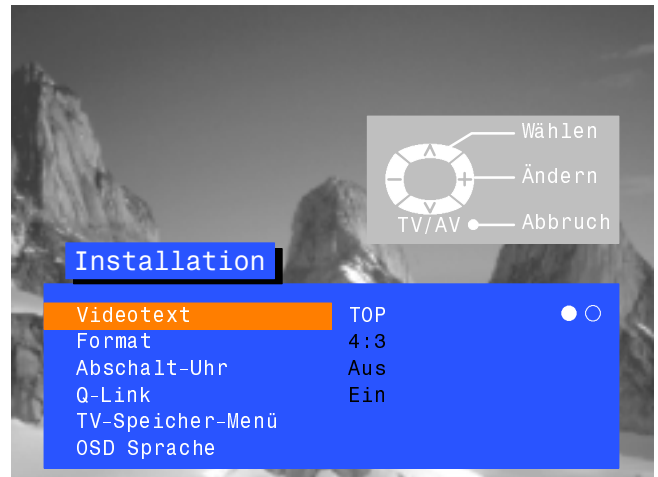 Wählen
Ändern
TV/AV Abbruch
Installation
Videotext TOP
Format 4:3
Abschalt-Uhr Aus
Q-Link Ein
TV-Speicher-Menü
OSD Sprache